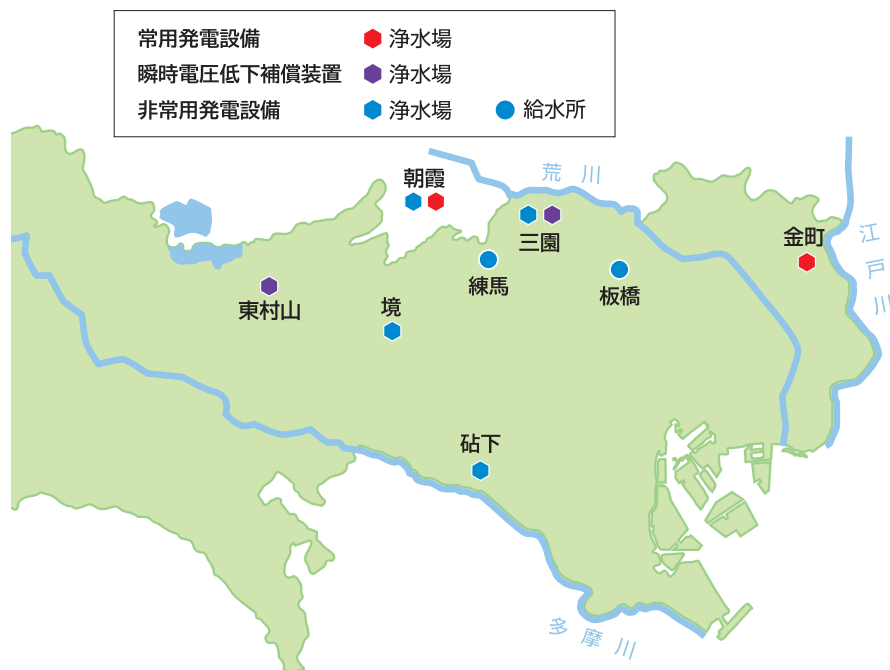 常用発電設備 浄水場
瞬時電圧低下補償装置 浄水場
非常用発電設備 浄水場 給水所
朝霞
荒川
三園
金町
江戸川
練馬
板橋
東村山
境
砧下
多摩川